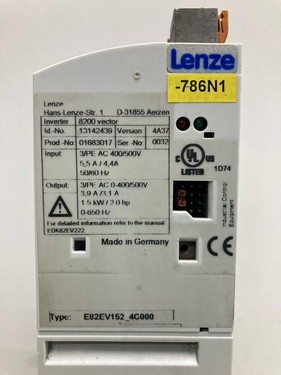 Lenze
-786N1
Lenze
Hans-Lenze-Str. 1 D-31855 Aerzen
Inverter 8200 vector
Id.-No. 13142439 Version: 4A37
Prod.-No 01683017 Ser.-No 0032
Input: 3/PE AC 400/500V
5,5 A / 4,4A
50/60 Hz
Output: 3/PE AC 0-400/500V
3.9 A / 3.1 A
1.5 kW / 2.0 hp
0-650 Hz
For detailed information refer to the manual
EDK82EV222
Made in Germany
C UL US
LISTED 1D74
Industrial Control
Equipment
CE
Type: E82EV152_4C000